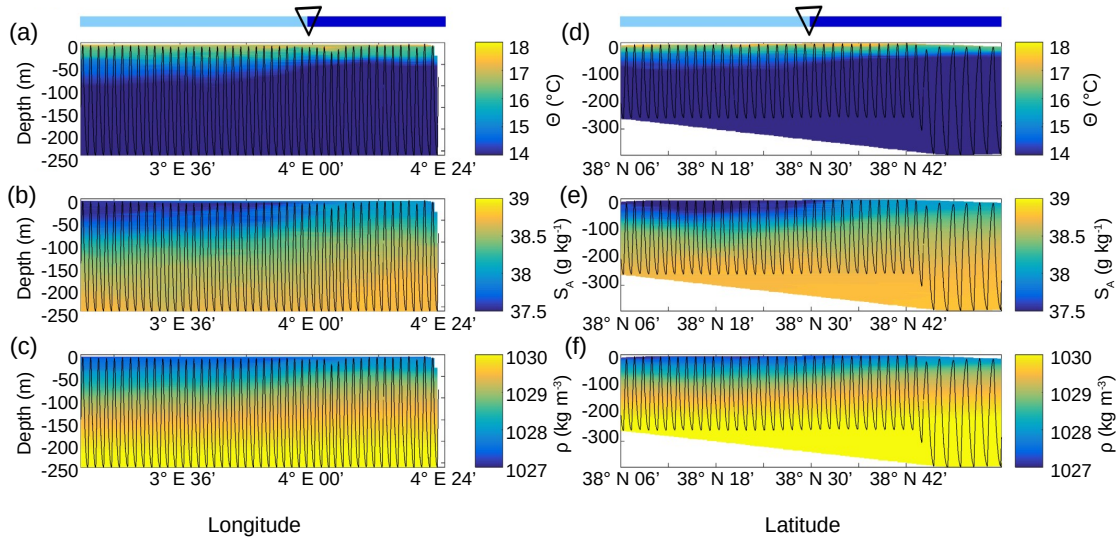 (a)
0
-50
-100
-150
-200
-250
Depth (m)
3° E 36’
4° E 00’
4° E 24’
18
17
16
15
14
Θ (°C)
(d)
0
-100
-200
-300
38° N 06’
38° N 18’
38° N 30’
38° N 42’
18
17
16
15
14
Θ (°C)
(b)
0
-50
-100
-150
-200
-250
Depth (m)
3° E 36’
4° E 00’
4° E 24’
39
38.5
38
37.5
S_A (g kg⁻¹)
(e)
0
-100
-200
-300
38° N 06’
38° N 18’
38° N 30’
38° N 42’
39
38.5
38
37.5
S_A (g kg⁻¹)
(c)
0
-50
-100
-150
-200
-250
Depth (m)
3° E 36’
4° E 00’
4° E 24’
1030
1029
1028
1027
ρ (kg m⁻³)
(f)
0
-100
-200
-300
38° N 06’
38° N 18’
38° N 30’
38° N 42’
1030
1029
1028
1027
ρ (kg m⁻³)
Longitude
Latitude